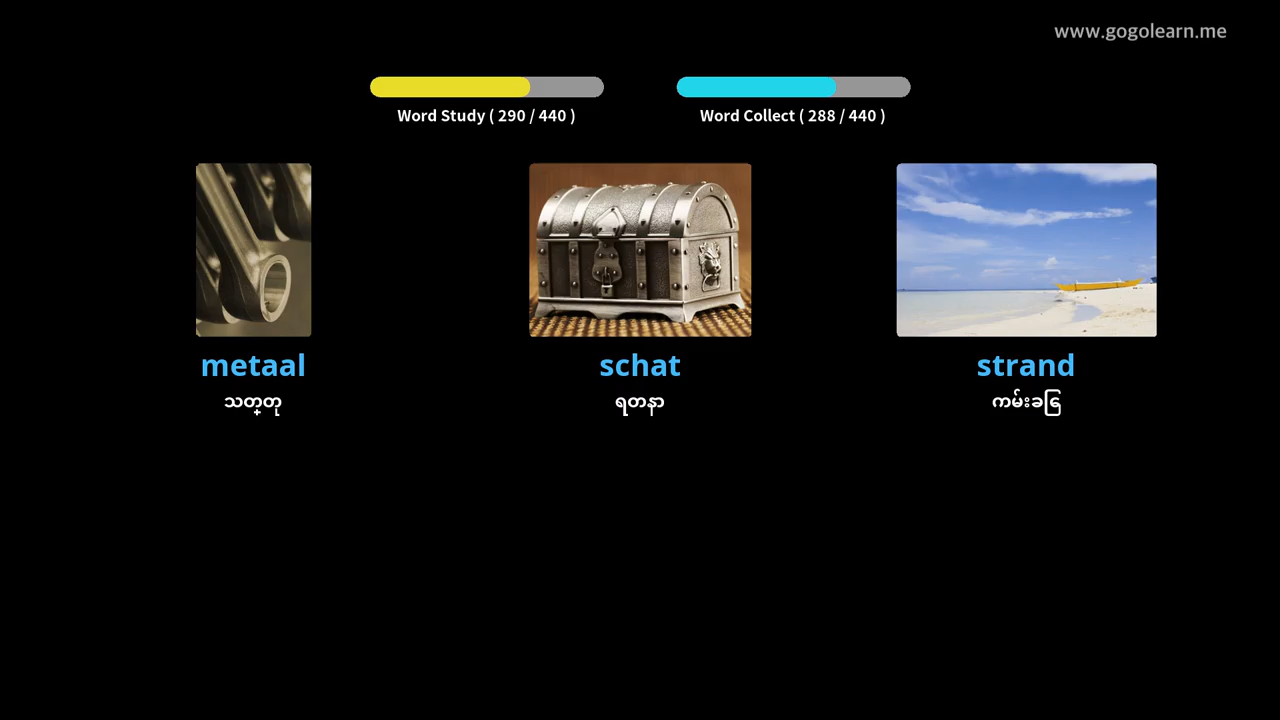 www.gogolearn.me
Word Study ( 290 / 440 )
Word Collect ( 288 / 440 )
metaal
schat
strand
သတ္တု
ရတနာ
ကမ်းခြေ